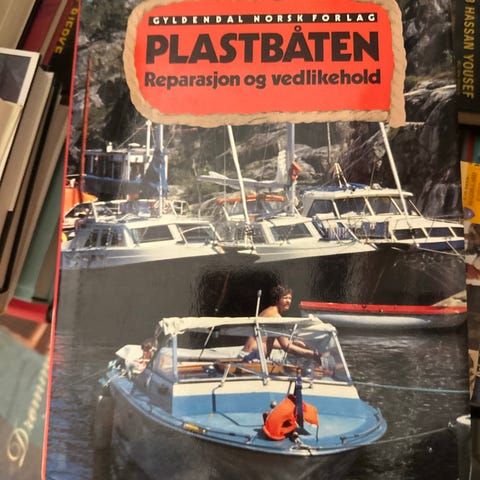 GYLDENDAL NORSK FORLAG
PLASTBÅTEN
Reparasjon og vedlikehold
HASSAN YOUSEF